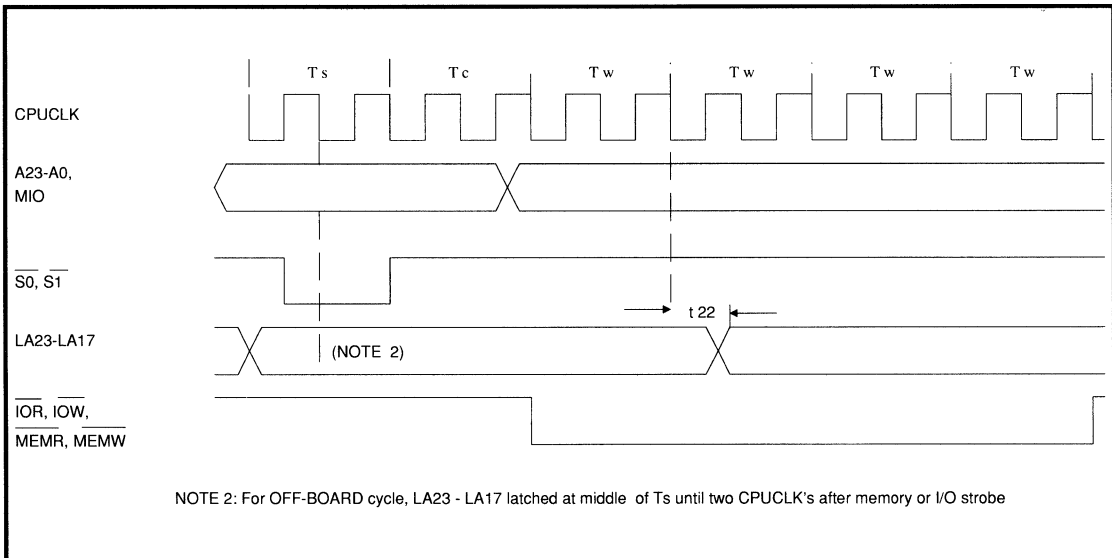 Ts Tc Tw Tw Tw Tw
CPUCLK
A23-A0,
MIO
S0, S1
t 22
LA23-LA17
(NOTE 2)
IOR, IOW,
MEMR, MEMW
NOTE 2: For OFF-BOARD cycle, LA23 - LA17 latched at middle of Ts until two CPUCLK's after memory or I/O strobe